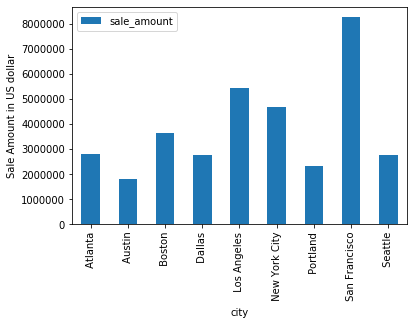 sale_amount
Sale Amount in US dollar
8000000
7000000
6000000
5000000
4000000
3000000
2000000
1000000
0
Atlanta
Austin
Boston
Dallas
Los Angeles
New York City
Portland
San Francisco
Seattle
city